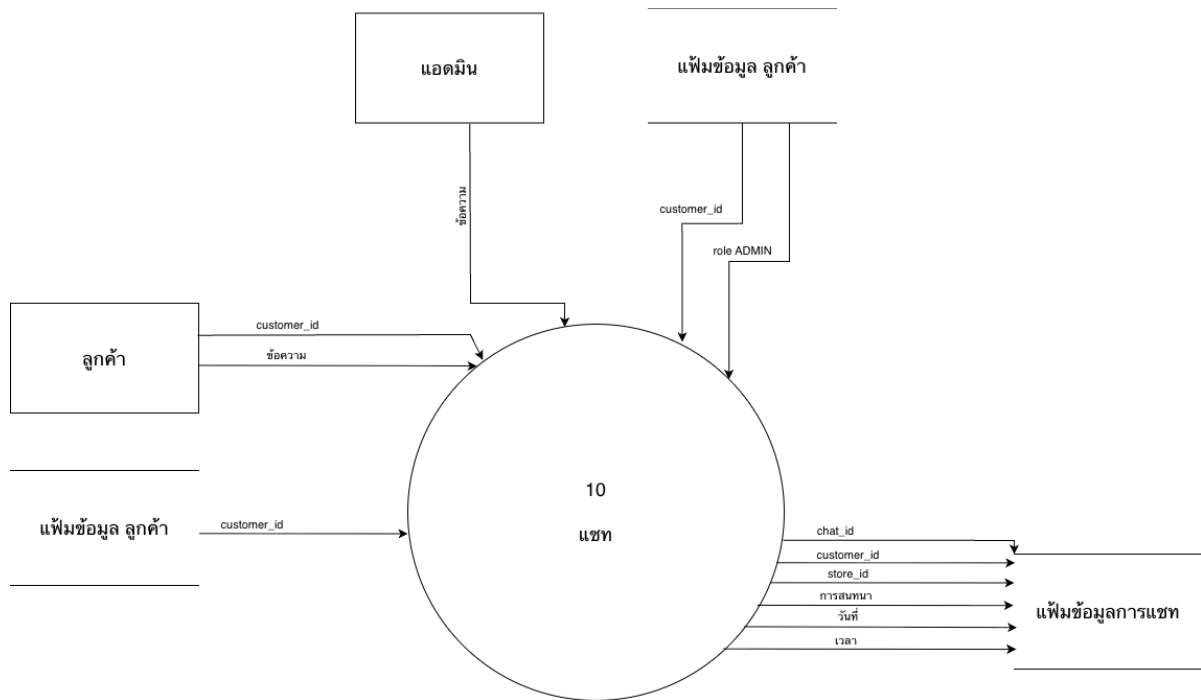 แอดมิน
แฟ้มข้อมูล ลูกค้า
ข้อความ
customer_id
role ADMIN
ลูกค้า
customer_id
ข้อความ
แฟ้มข้อมูล ลูกค้า
customer_id
10
แชท
chat_id
customer_id
store_id
การสนทนา
วันที่
เวลา
แฟ้มข้อมูลการแชท